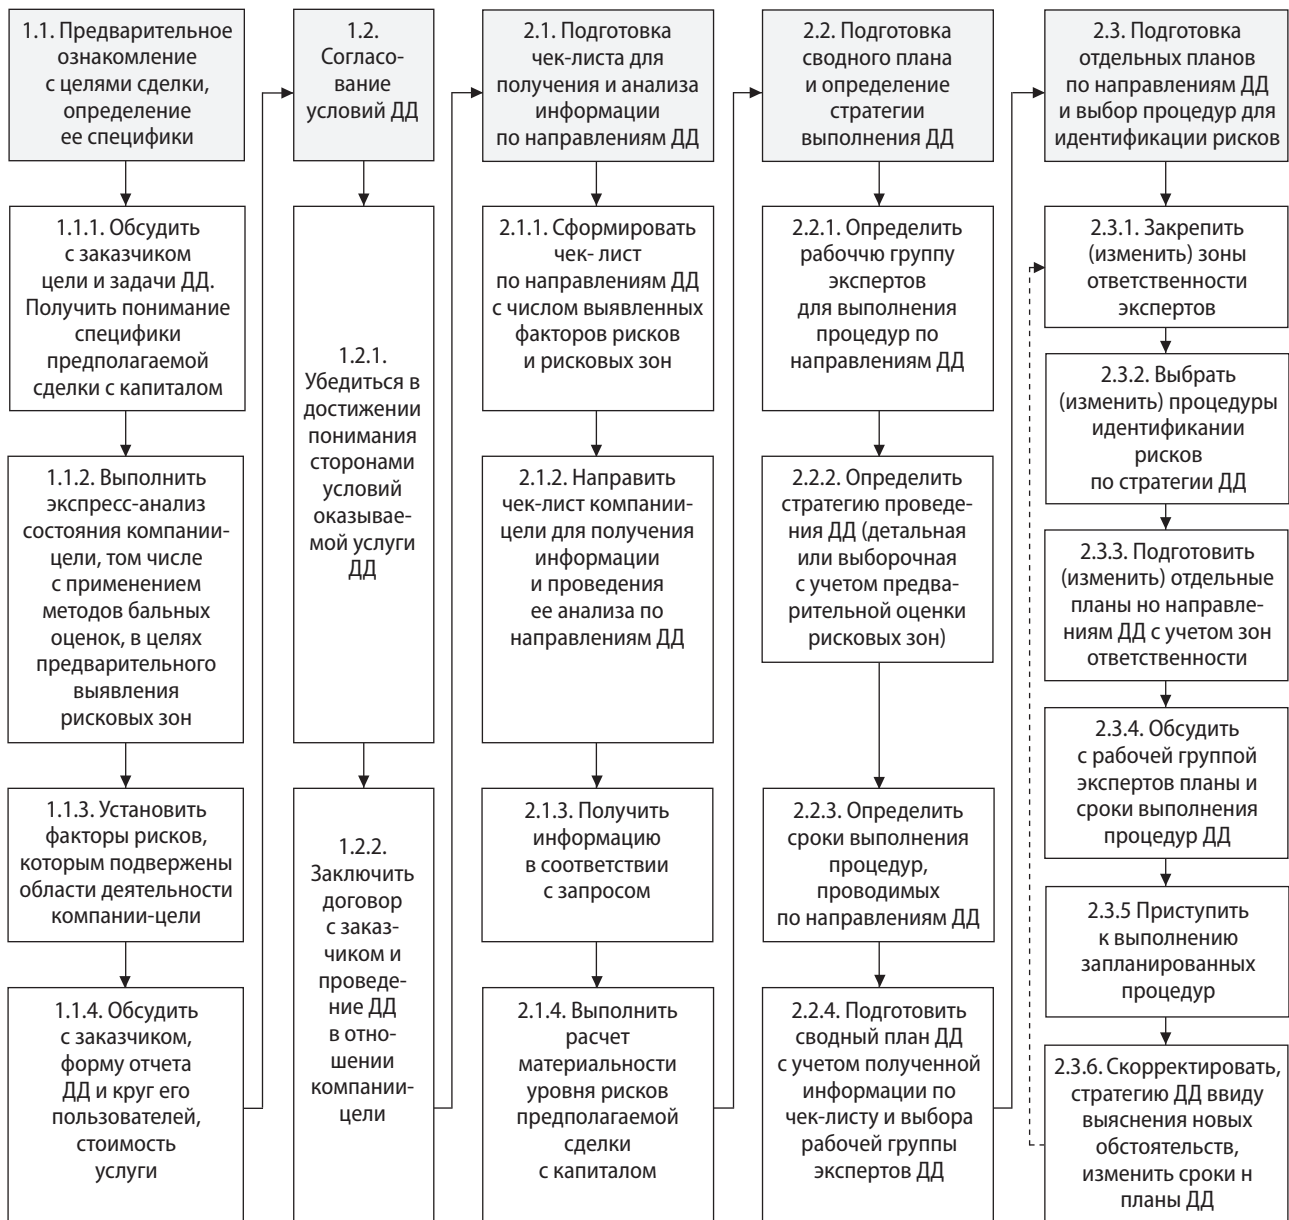 1.1. Предварительное
ознакомление
с целями сделки,
определение
ее специфики
1.1.1. Обсудить
с заказчиком
цели и задачи ДД.
Получить понимание
специфики
предполагаемой
сделки с капиталом
1.1.2. Выполнить
экспресс-анализ
состояния компании-
цели, том числе
с применением
методов бальных
оценок, в целях
предварительного
выявления
рисковых зон
1.1.3. Установить
факторы рисков,
которым подвержены
области деятельности
компании-цели
1.1.4. Обсудить
с заказчиком,
форму отчета
ДД и круг его
пользователей,
стоимость
услуги
1.2.
Согласо-
вание
условий ДД
1.2.1.
Убедиться в
достижении
понимания
сторонами
условий
оказывае-
мой услуги
ДД
1.2.2.
Заключить
договор
с заказ-
чиком и
проведе-
ние ДД
в отно-
шении
компании-
цели
2.1. Подготовка
чек-листа для
получения и анализа
информации
по направлениям ДД
2.1.1. Сформировать
чек- лист
по направлениям ДД
с числом выявленных
факторов рисков
и рисковых зон
2.1.2. Направить
чек-лист компании-
цели для получения
информации
и проведения
ее анализа по
направлениям ДД
2.1.3. Получить
информацию
в соответствии
с запросом
2.1.4. Выполнить
расчет
материальности
уровня рисков
предполагаемой
сделки
с капиталом
2.2. Подготовка
сводного плана
и определение
стратегии
выполнения ДД
2.2.1. Определить
рабоччю группу
экспертов
для выполнения
процедур по
направлениям ДД
2.2.2. Определить
стратегию проведе-
ния ДД (детальная
или выборочная
с учетом предва-
рительной оценки
рисковых зон)
2.2.3. Определить
сроки выполнения
процедур,
проводимых
по направлениям ДД
2.2.4. Подготовить
сводный план ДД
с учетом полученной
информации по
чек-листу и выбора
рабочей группы
экспертов ДД
2.3. Подготовка
отдельных планов
по направлениям ДД
и выбор процедур для
идентификации рисков
2.3.1. Закрепить
(изменить) зоны
ответственности
экспертов
2.3.2. Выбрать
(изменить) процедуры
идентификании
рисков
по стратегии ДД
2.3.3. Подготовить
(изменить) отдельные
планы но направле-
ниям ДД с учетом зон
ответственности
2.3.4. Обсудить
с рабочей группой
экспертов планы и
сроки выполнения
процедур ДД
2.3.5 Приступить
к выполнению
запланированных
процедур
2.3.6. Скорректировать,
стратегию ДД ввиду
выяснения новых
обстоятельств,
изменить сроки н
планы ДД